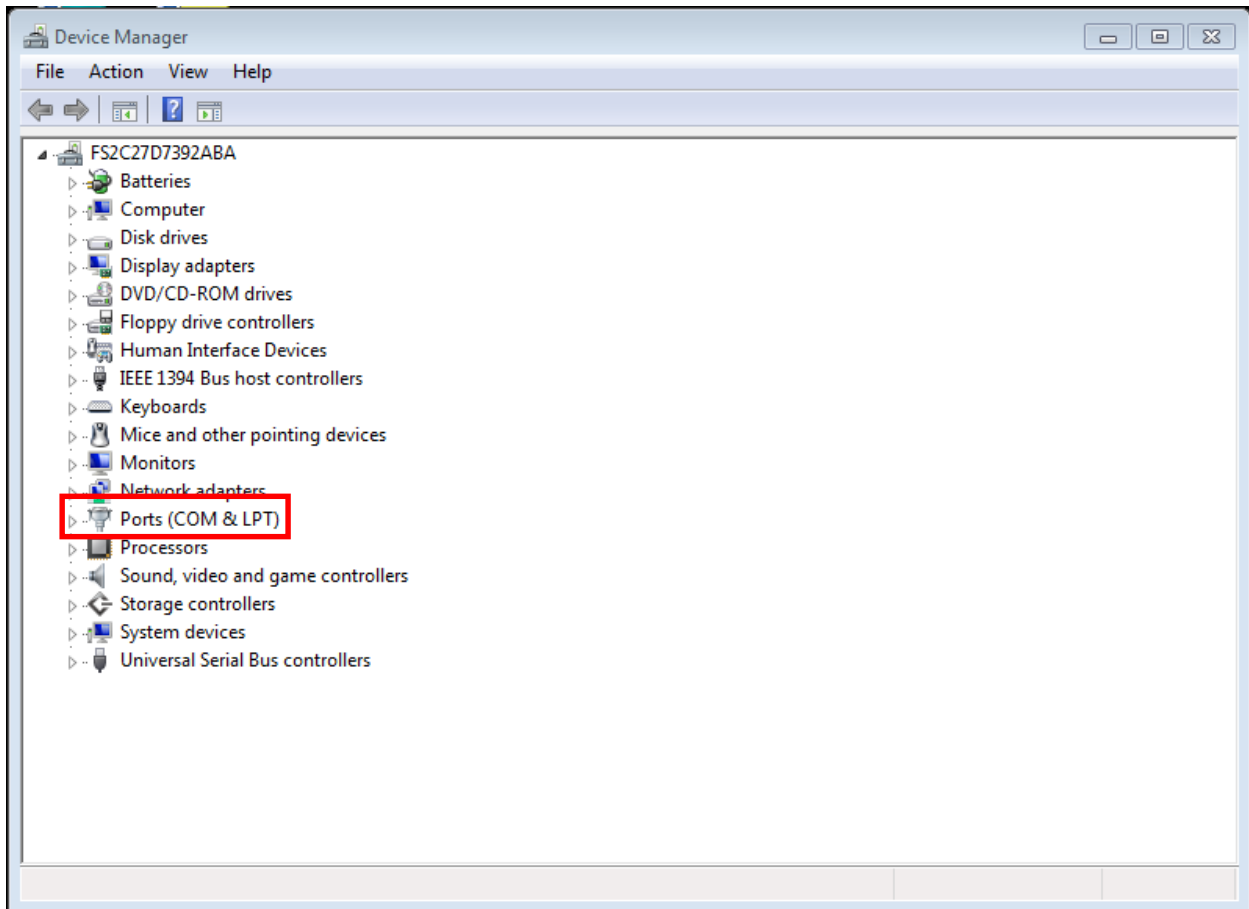 Device Manager
File Action View Help
FS2C27D7392ABA
Batteries
Computer
Disk drives
Display adapters
DVD/CD-ROM drives
Floppy drive controllers
Human Interface Devices
IEEE 1394 Bus host controllers
Keyboards
Mice and other pointing devices
Monitors
Network adapters
Ports (COM & LPT)
Processors
Sound, video and game controllers
Storage controllers
System devices
Universal Serial Bus controllers